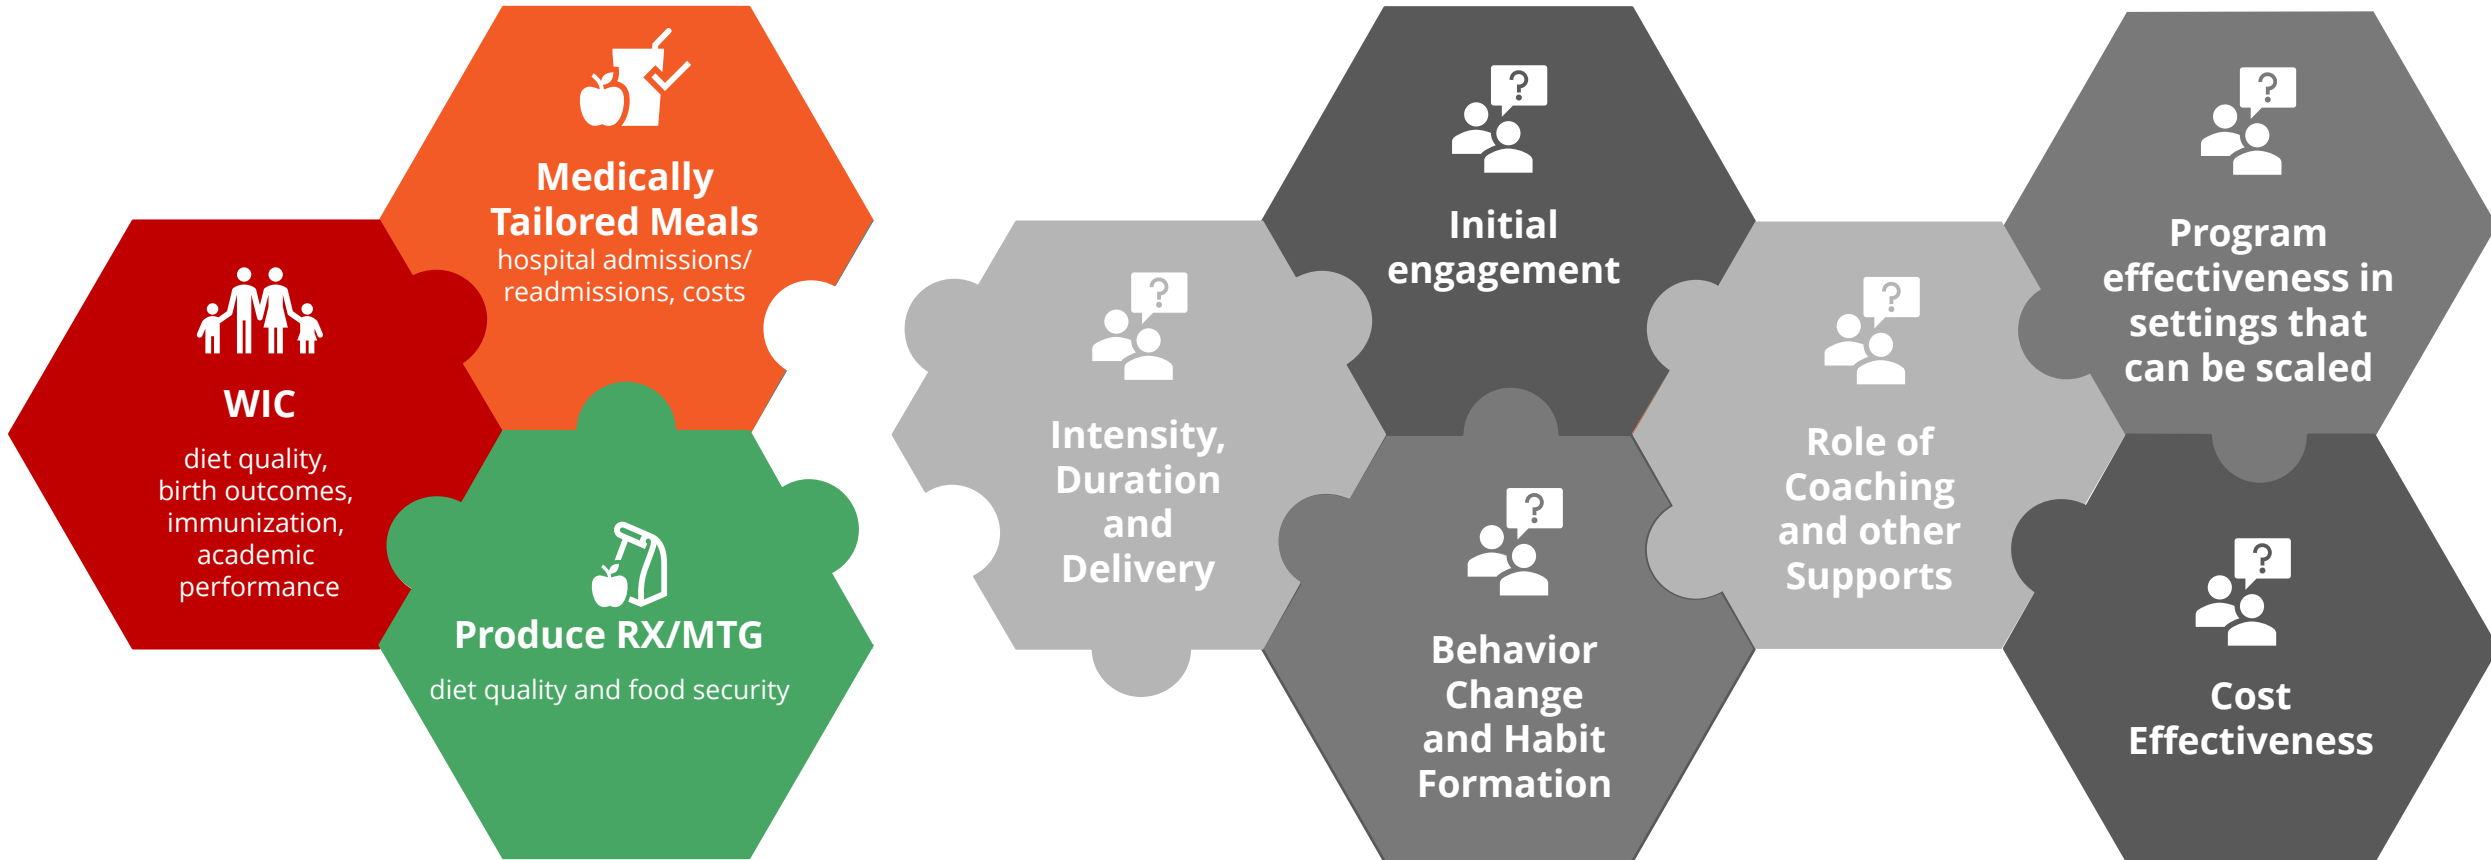 WIC
diet quality,
birth outcomes,
immunization,
academic
performance
Medically
Tailored Meals
hospital admissions/
readmissions, costs
Produce RX/MTG
diet quality and food security
?
Intensity,
Duration
and
Delivery
?
Initial
engagement
?
Behavior
Change
and Habit
Formation
?
Role of
Coaching
and other
Supports
?
Program
effectiveness in
settings that
can be scaled
?
Cost
Effectiveness